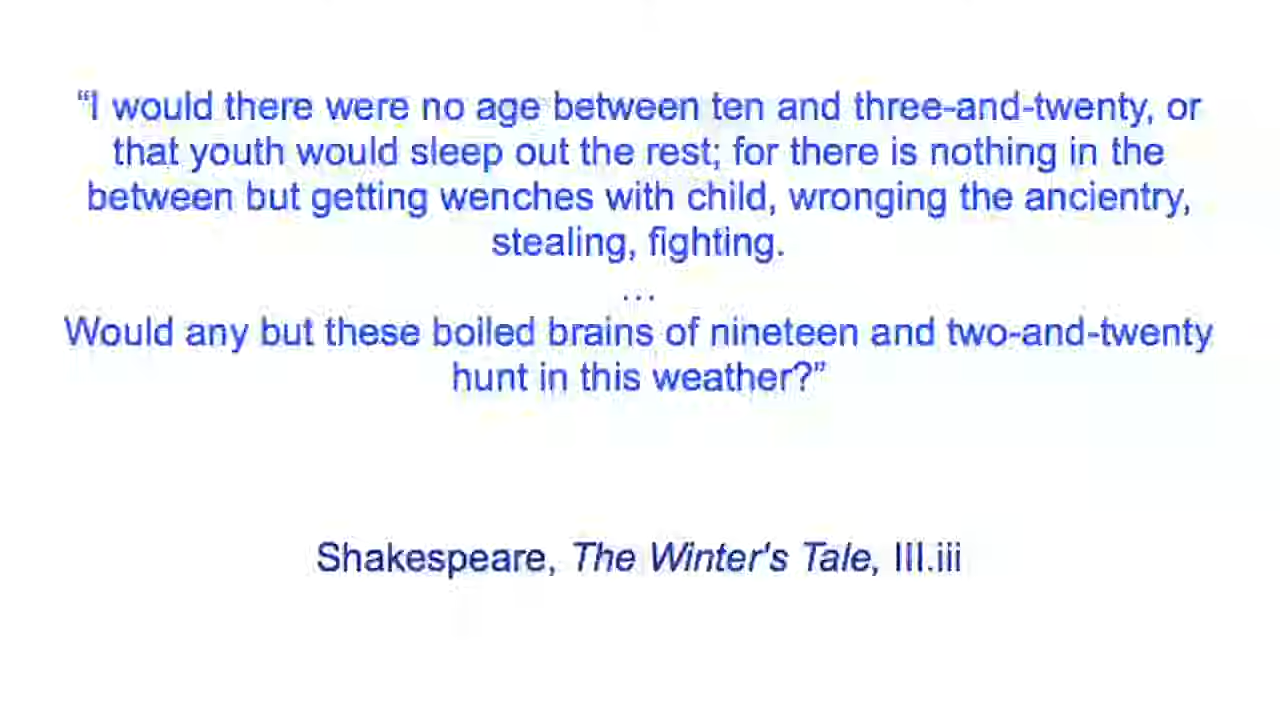 “I would there were no age between ten and three-and-twenty, or
that youth would sleep out the rest; for there is nothing in the
between but getting wenches with child, wronging the ancientry,
stealing, fighting.
…
Would any but these boiled brains of nineteen and two-and-twenty
hunt in this weather?”
Shakespeare, The Winter's Tale, III.iii